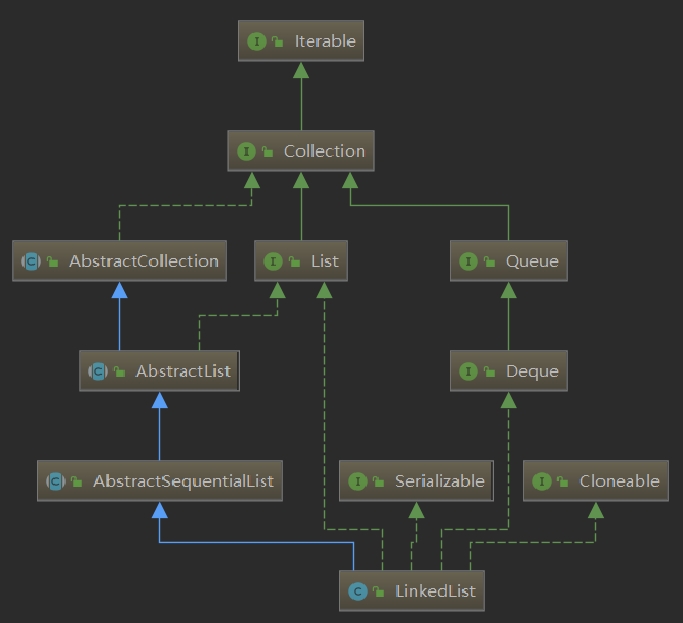 I Iterable
I Collection
C AbstractCollection
I List
I Queue
C AbstractList
I Deque
C AbstractSequentialList
I Serializable
I Cloneable
C LinkedList